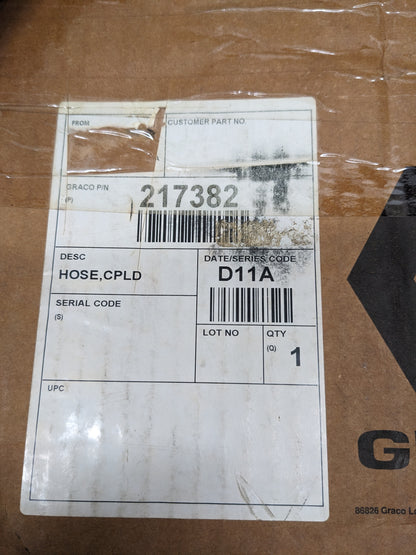 FROM
CUSTOMER PART NO.
GRACO P/N
(P)
217382
DESC
HOSE,CPLD
DATE/SERIES CODE
D11A
SERIAL CODE
(S)
LOT NO
QTY
(Q)
1
UPC
G
86826 Graco Lo